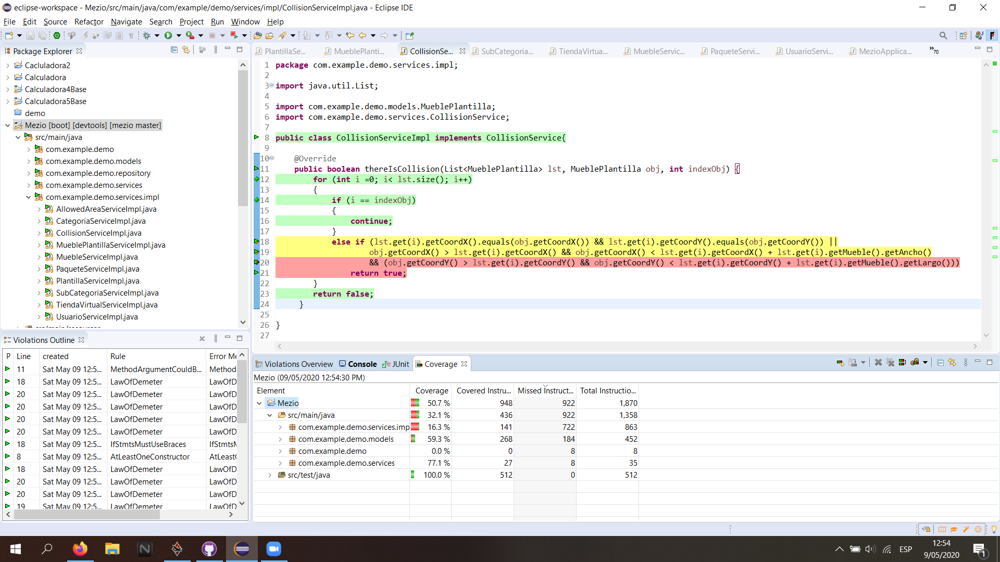 eclipse-workspace - Mezio/src/main/java/com/example/demo/services/impl/CollisionServiceImpl.java - Eclipse IDE
File Edit Source Refactor Navigate Search Project Run Window Help
Package Explorer
Cacluladora2
Calculadora
Calculadora4Base
Calculadora5Base
demo
Mezio [boot] [devtools] [mezio master]
src/main/java
com.example.demo
com.example.demo.models
com.example.demo.repository
com.example.demo.services
com.example.demo.services.impl
AllowedAreaServiceImpl.java
CategoriaServiceImpl.java
CollisionServiceImpl.java
MueblePlantillaServiceImpl.java
MuebleServiceImpl.java
PaqueteServiceImpl.java
PlantillaServiceImpl.java
SubCategoriaServiceImpl.java
TiendaVirtualServiceImpl.java
UsuarioServiceImpl.java
PlantillaSe... MueblePlanti... CollisionSe... SubCategoria... TiendaVirtua... MuebleServic... PaqueteServi... UsuarioServi... MezioApplica... »70
1 package com.example.demo.services.impl;
2
3 import java.util.List;
4
5 import com.example.demo.models.MueblePlantilla;
6 import com.example.demo.services.CollisionService;
7
8 public class CollisionServiceImpl implements CollisionService{
9
10 @Override
11 public boolean thereIsCollision(List<MueblePlantilla> lst, MueblePlantilla obj, int indexObj) {
12 for (int i =0; i< lst.size(); i++)
13 {
14 if (i == indexObj)
15 {
16 continue;
17 }
18 else if (lst.get(i).getCoordX().equals(obj.getCoordX()) && lst.get(i).getCoordY().equals(obj.getCoordY()) ||
19 obj.getCoordX() > lst.get(i).getCoordX() && obj.getCoordX() < lst.get(i).getCoordX() + lst.get(i).getMueble().getAncho()
20 && (obj.getCoordY() > lst.get(i).getCoordY() && obj.getCoordY() < lst.get(i).getCoordY() + lst.get(i).getMueble().getLargo()))
21 return true;
22 }
23 return false;
24 }
25
26 }
27
Violations Outline
P Line created Rule Error Me
11 Sat May 09 12:5... MethodArgumentCouldB... Method
18 Sat May 09 12:5... LawOfDemeter LawOfD
20 Sat May 09 12:5... LawOfDemeter LawOfD
20 Sat May 09 12:5... LawOfDemeter LawOfD
20 Sat May 09 12:5... LawOfDemeter LawOfD
20 Sat May 09 12:5... LawOfDemeter LawOfD
18 Sat May 09 12:5... IfStmtsMustUseBraces IfStmtsM
8 Sat May 09 12:5... AtLeastOneConstructor AtLeast
18 Sat May 09 12:5... LawOfDemeter LawOfD
20 Sat May 09 12:5... LawOfDemeter LawOfD
20 Sat May 09 12:5... LawOfDemeter LawOfD
19 Sat May 09 12:5... LawOfDemeter LawOfD
Violations Overview Console JUnit Coverage
Mezio (09/05/2020 12:54:30 PM)
Element Coverage Covered Instru... Missed Instruct... Total Instructio...
Mezio 50.7 % 948 922 1,870
src/main/java 32.1 % 436 922 1,358
com.example.demo.services.imp 16.3 % 141 722 863
com.example.demo.models 59.3 % 268 184 452
com.example.demo 0.0 % 0 8 8
com.example.demo.services 77.1 % 27 8 35
src/test/java 100.0 % 512 0 512
ESP
12:54
9/05/2020
1